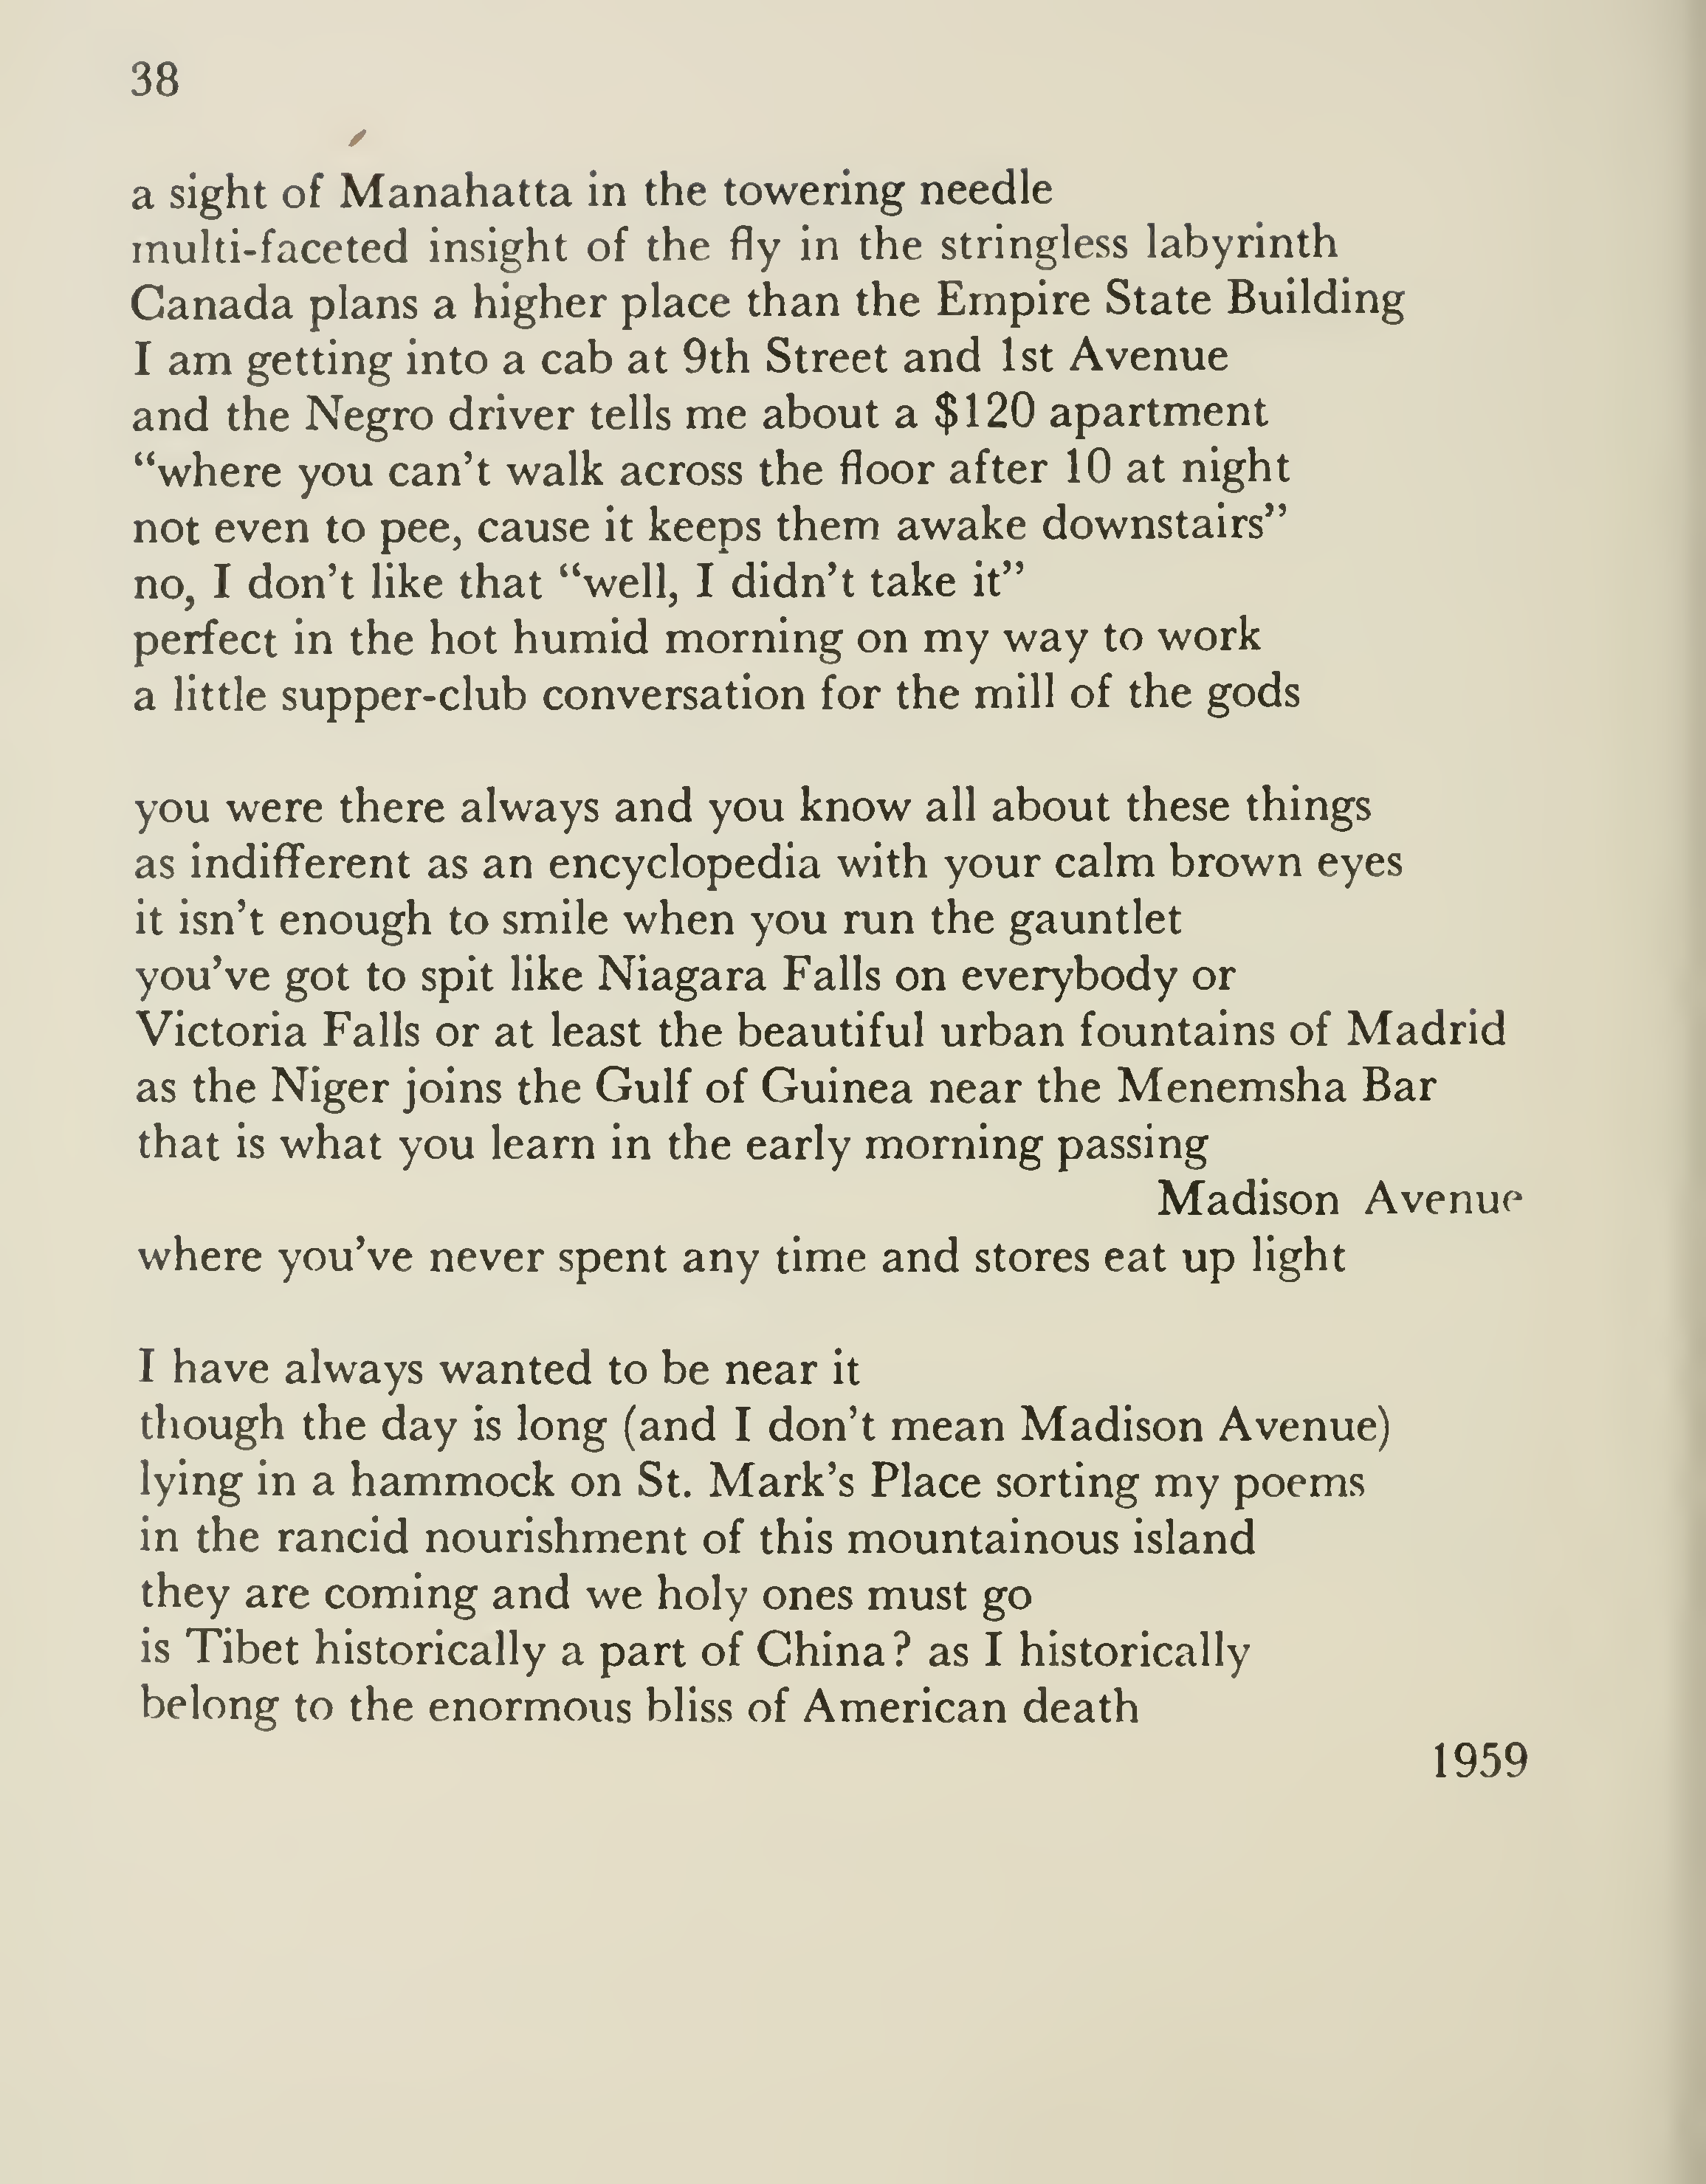 38
a sight of Manahatta in the towering needle
multi-faceted insight of the fly in the stringless labyrinth
Canada plans a higher place than the Empire State Building
I am getting into a cab at 9th Street and 1st Avenue
and the Negro driver tells me about a $120 apartment
“where you can’t walk across the floor after 10 at night
not even to pee, cause it keeps them awake downstairs”
no, I don’t like that “well, I didn’t take it”
perfect in the hot humid morning on my way to work
a little supper-club conversation for the mill of the gods
you were there always and you know all about these things
as indifferent as an encyclopedia with your calm brown eyes
it isn’t enough to smile when you run the gauntlet
you’ve got to spit like Niagara Falls on everybody or
Victoria Falls or at least the beautiful urban fountains of Madrid
as the Niger joins the Gulf of Guinea near the Menemsha Bar
that is what you learn in the early morning passing
Madison Avenue
where you’ve never spent any time and stores eat up light
I have always wanted to be near it
though the day is long (and I don’t mean Madison Avenue)
lying in a hammock on St. Mark’s Place sorting my poems
in the rancid nourishment of this mountainous island
they are coming and we holy ones must go
is Tibet historically a part of China? as I historically
belong to the enormous bliss of American death
1959